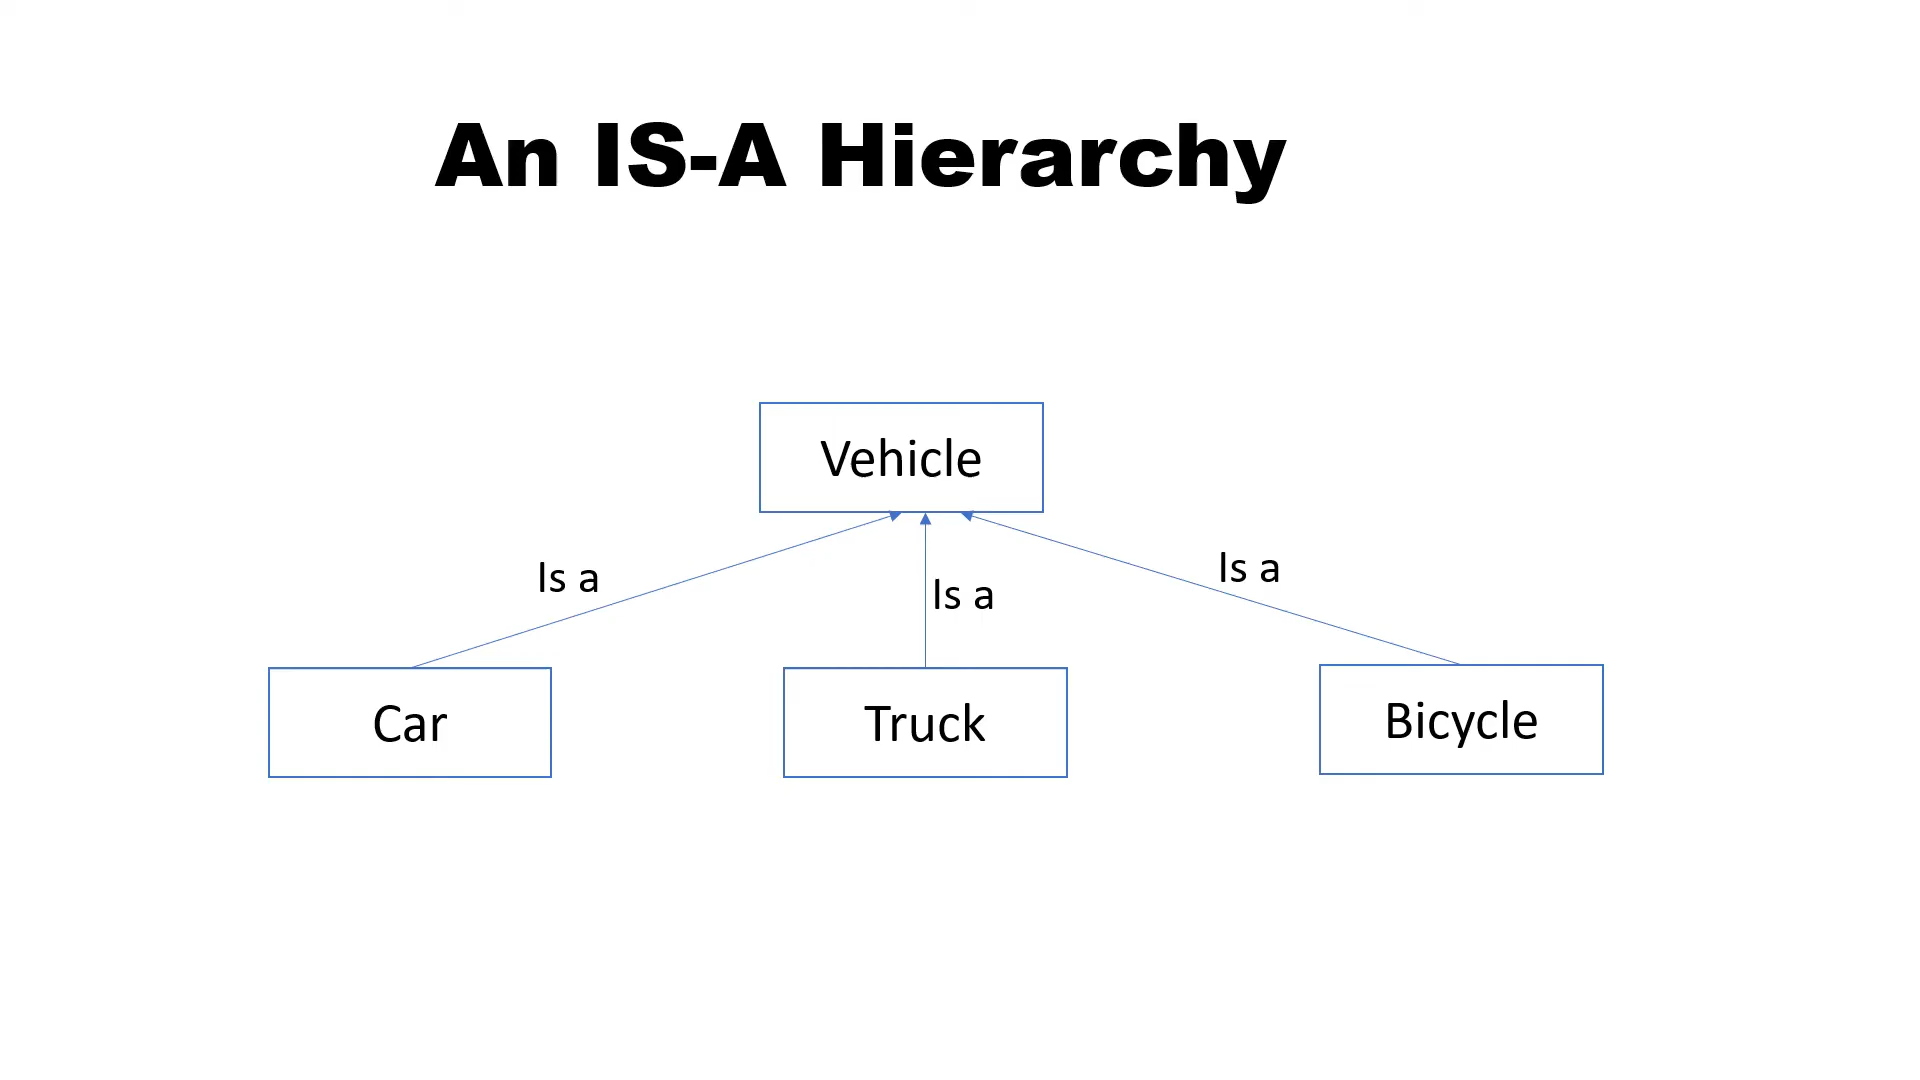 An IS-A Hierarchy
Vehicle
Is a
Is a
Is a
Car
Truck
Bicycle